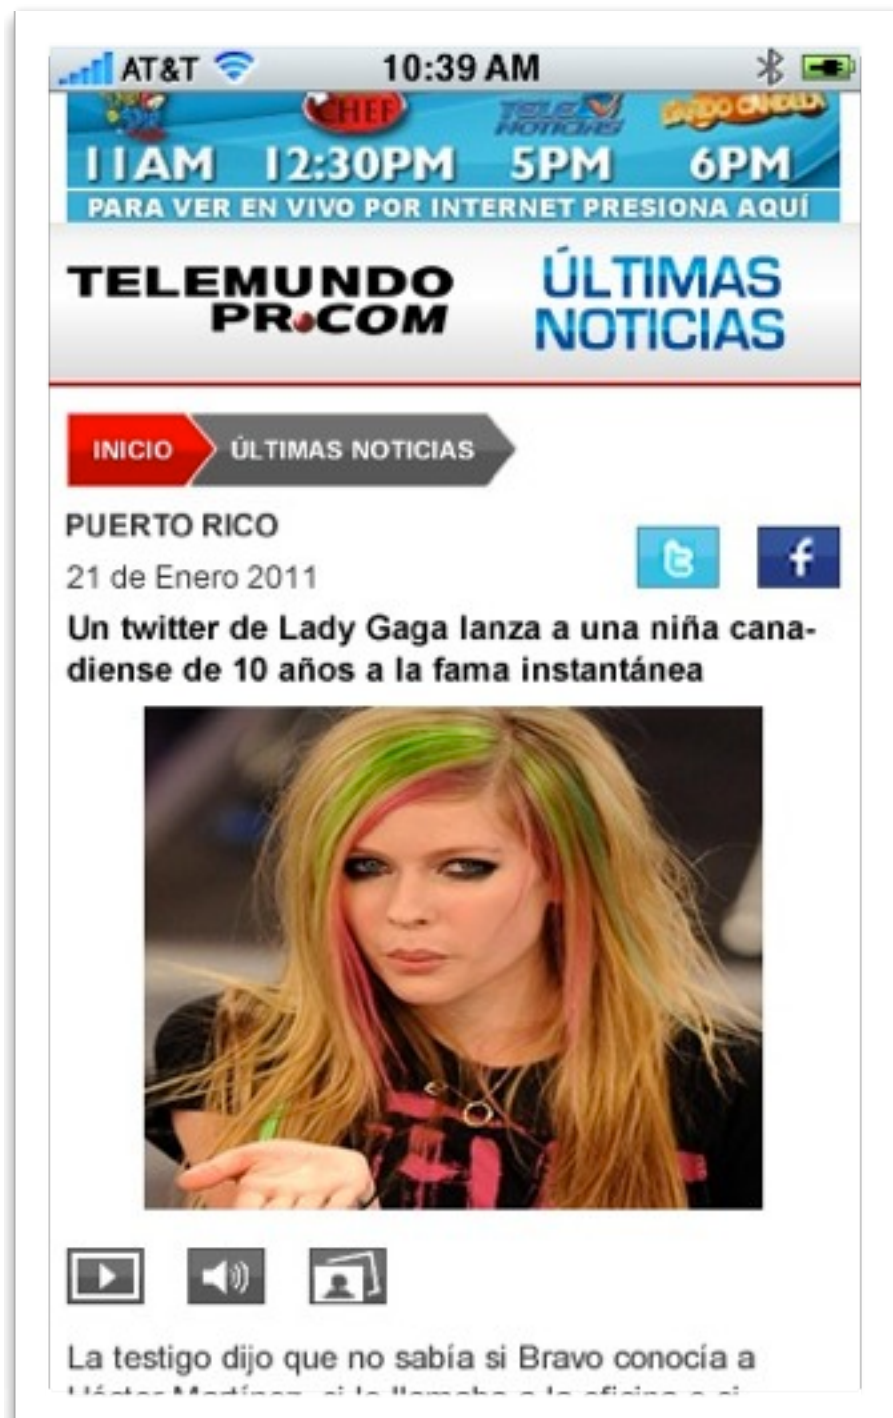 AT&T 10:39 AM
CHEF TELE NOTICIAS
11AM 12:30PM 5PM 6PM
PARA VER EN VIVO POR INTERNET PRESIONA AQUÍ
TELEMUNDO
PR.COM
ÚLTIMAS
NOTICIAS
INICIO ÚLTIMAS NOTICIAS
PUERTO RICO
21 de Enero 2011
Un twitter de Lady Gaga lanza a una niña cana-
diense de 10 años a la fama instantánea
La testigo dijo que no sabía si Bravo conocía a